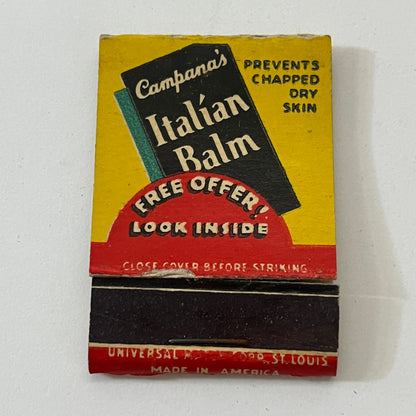 Campana's
Italian
Balm
PREVENTS
CHAPPED
DRY
SKIN
FREE OFFER!
LOOK INSIDE
CLOSE COVER BEFORE STRIKING
UNIVERSAL CORP., ST. LOUIS
MADE IN AMERICA